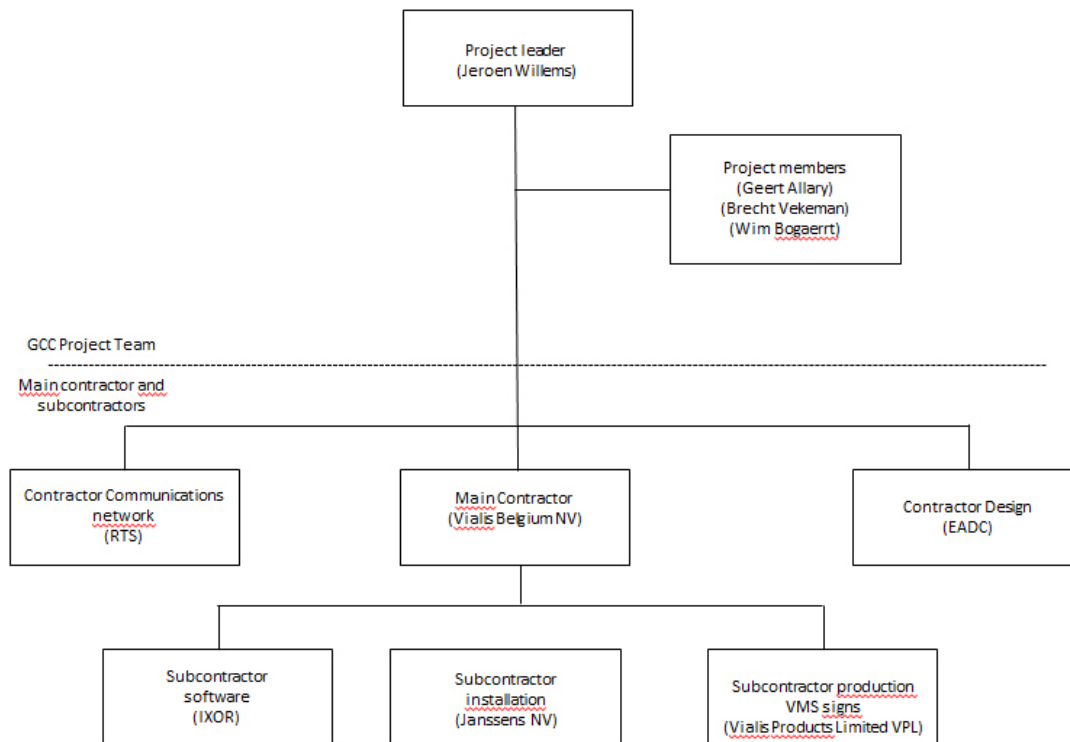 Project leader
(Jeroen Willems)
Project members
(Geert Allary)
(Brecht Vekeman)
(Wim Bogaerrt)
GCC Project Team
Main contractor and
subcontractors
Contractor Communications
network
(RTS)
Main Contractor
(Vialis Belgium NV)
Contractor Design
(EADC)
Subcontractor
software
(IXOR)
Subcontractor
installation
(Janssens NV)
Subcontractor production
VMS signs
(Vialis Products Limited VPL)